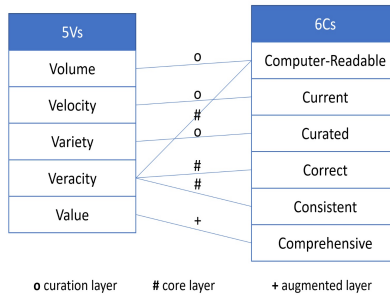 5Vs
Volume
Velocity
Variety
Veracity
Value
o
o
#
o
#
#
+
6Cs
Computer-Readable
Current
Curated
Correct
Consistent
Comprehensive
o curation layer # core layer + augmented layer